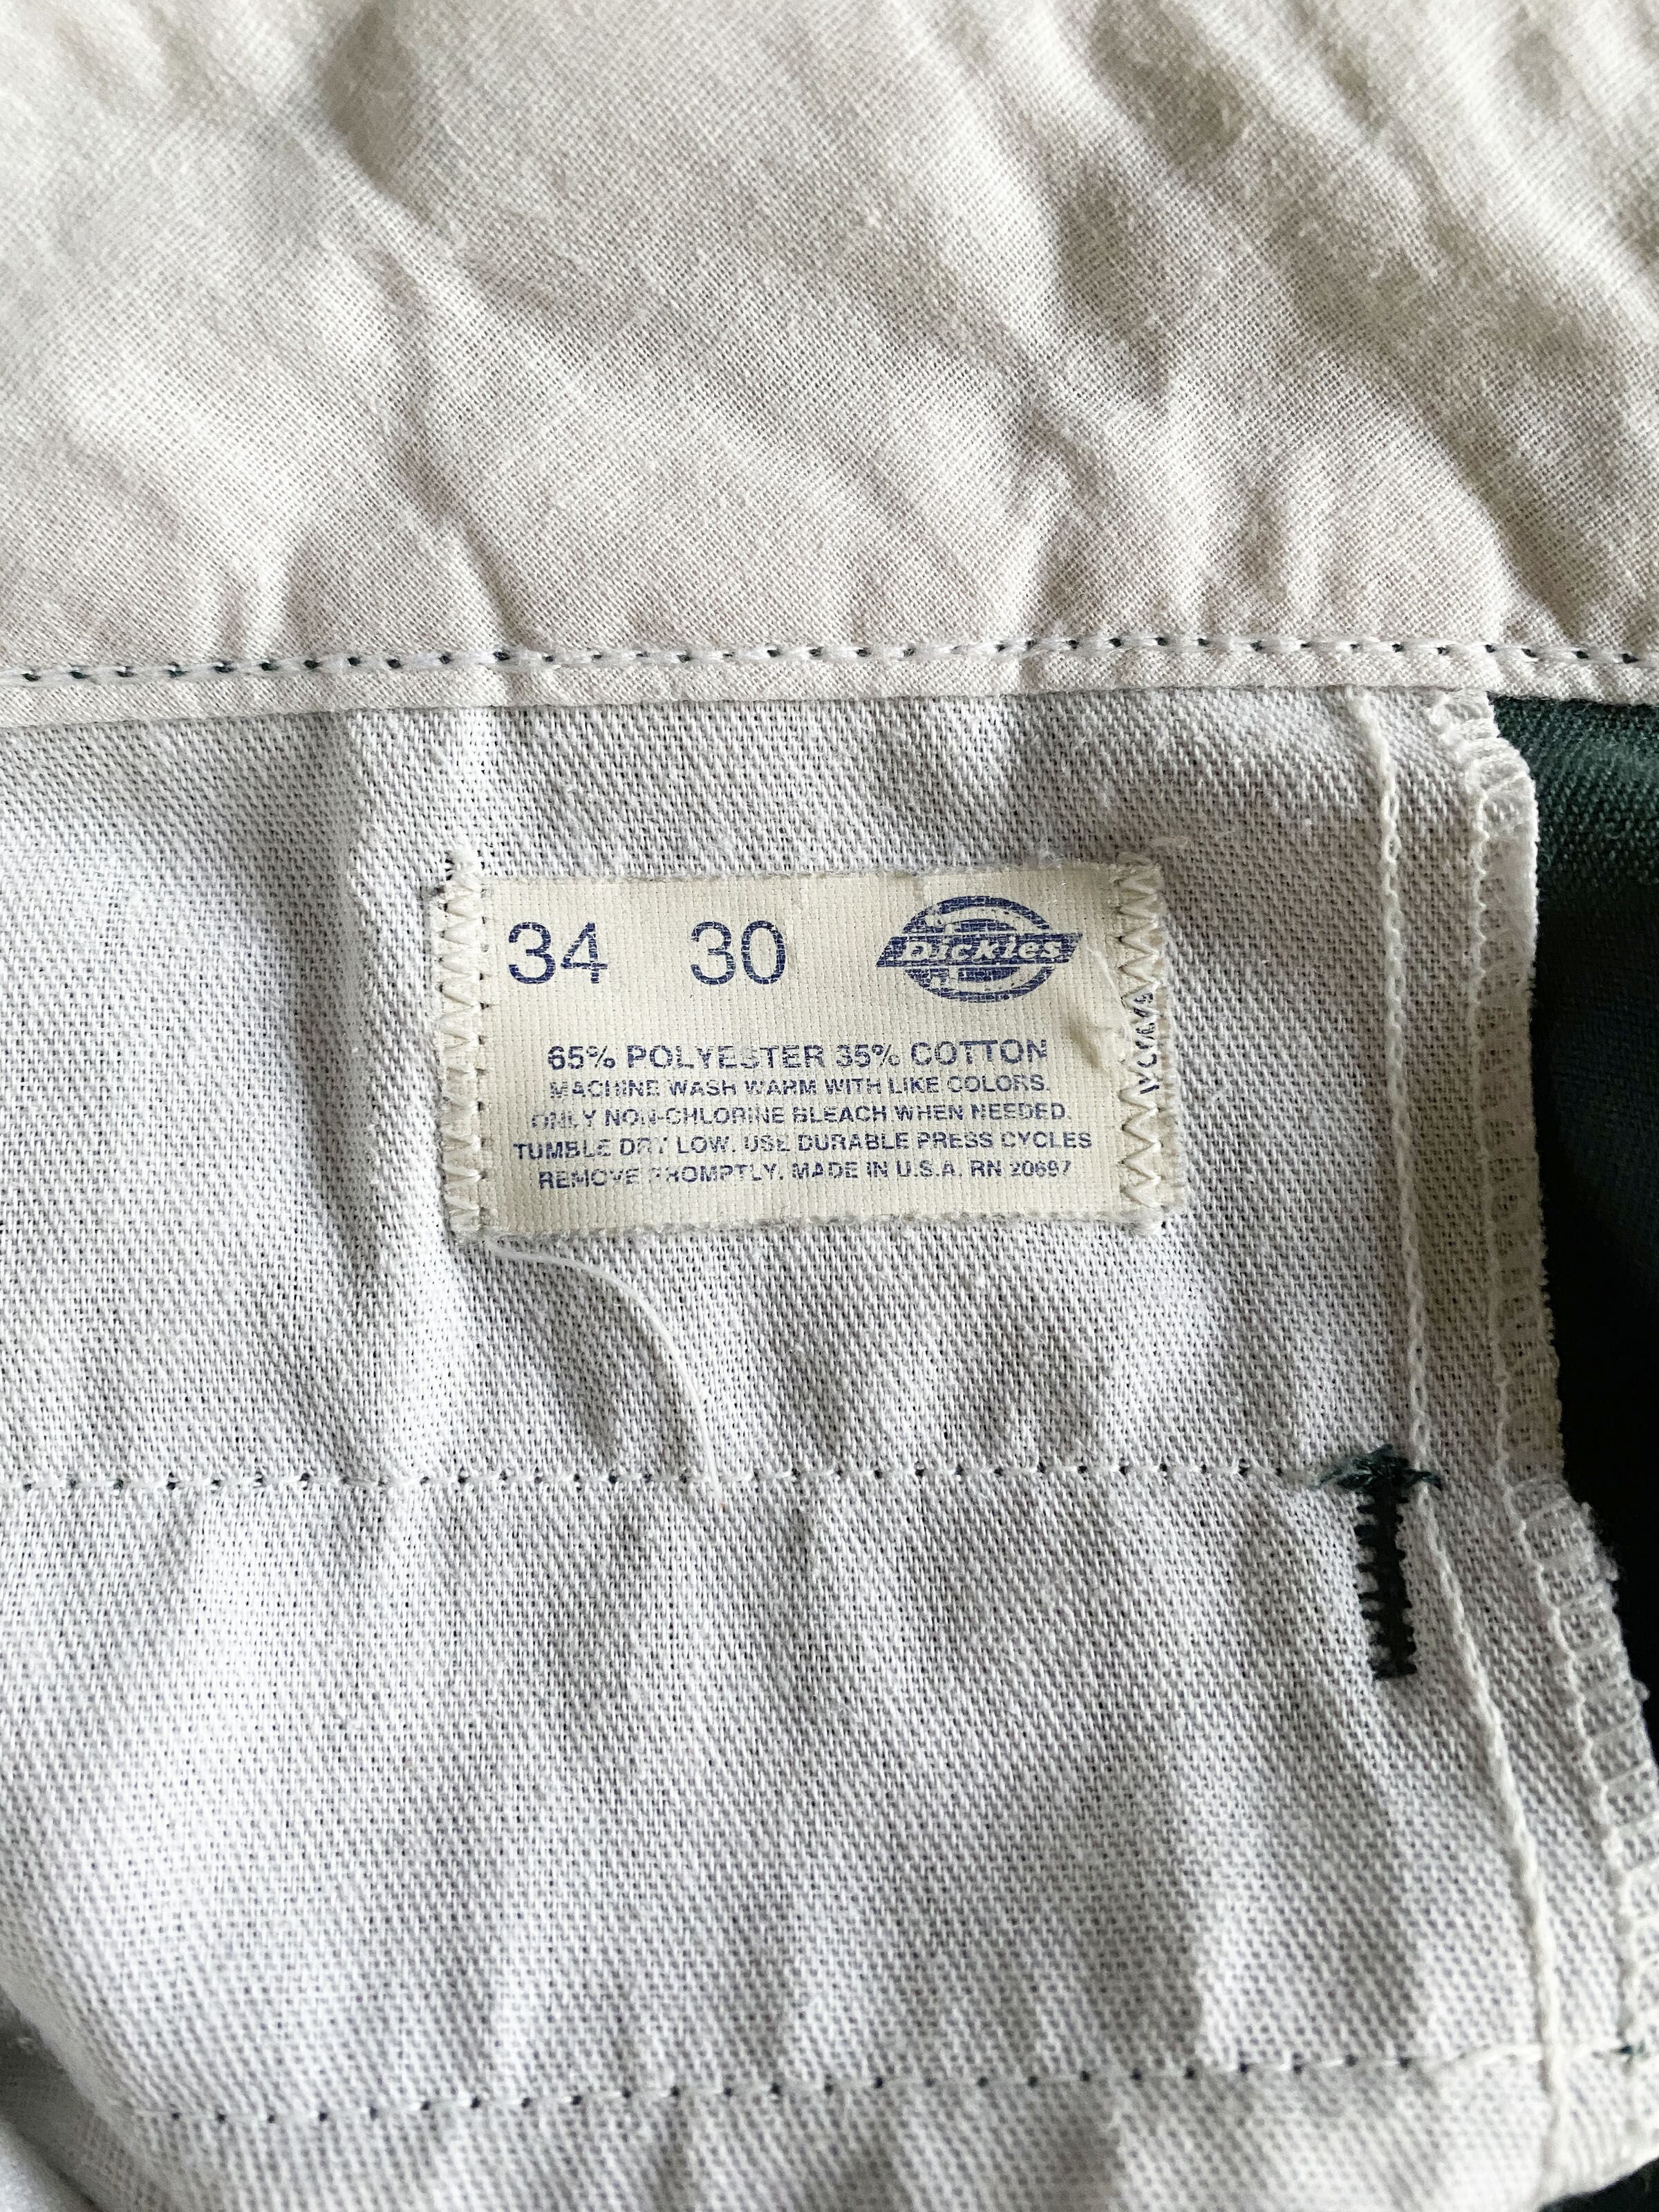 34 30 Dickies
65% POLYESTER 35% COTTON
MACHINE WASH WARM WITH LIKE COLORS.
ONLY NON-CHLORINE BLEACH WHEN NEEDED.
TUMBLE DRY LOW. USE DURABLE PRESS CYCLES
REMOVE PROMPTLY. MADE IN U.S.A. RN 20697